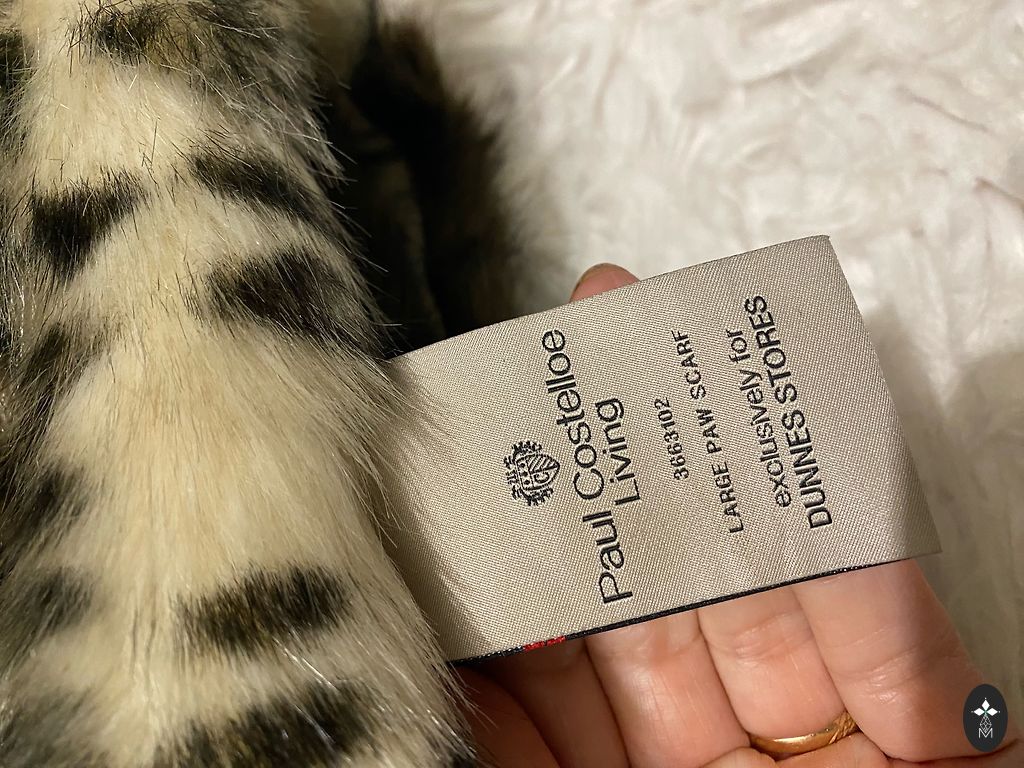 Paul Costelloe
Living
3663102
LARGE PAW SCARF
exclusively for
DUNNES STORES